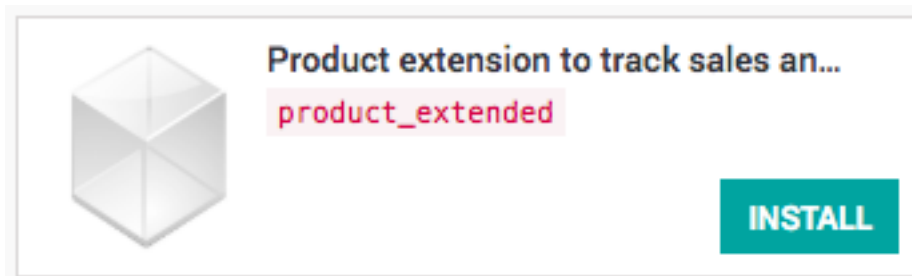 Product extension to track sales an...
product_extended
INSTALL